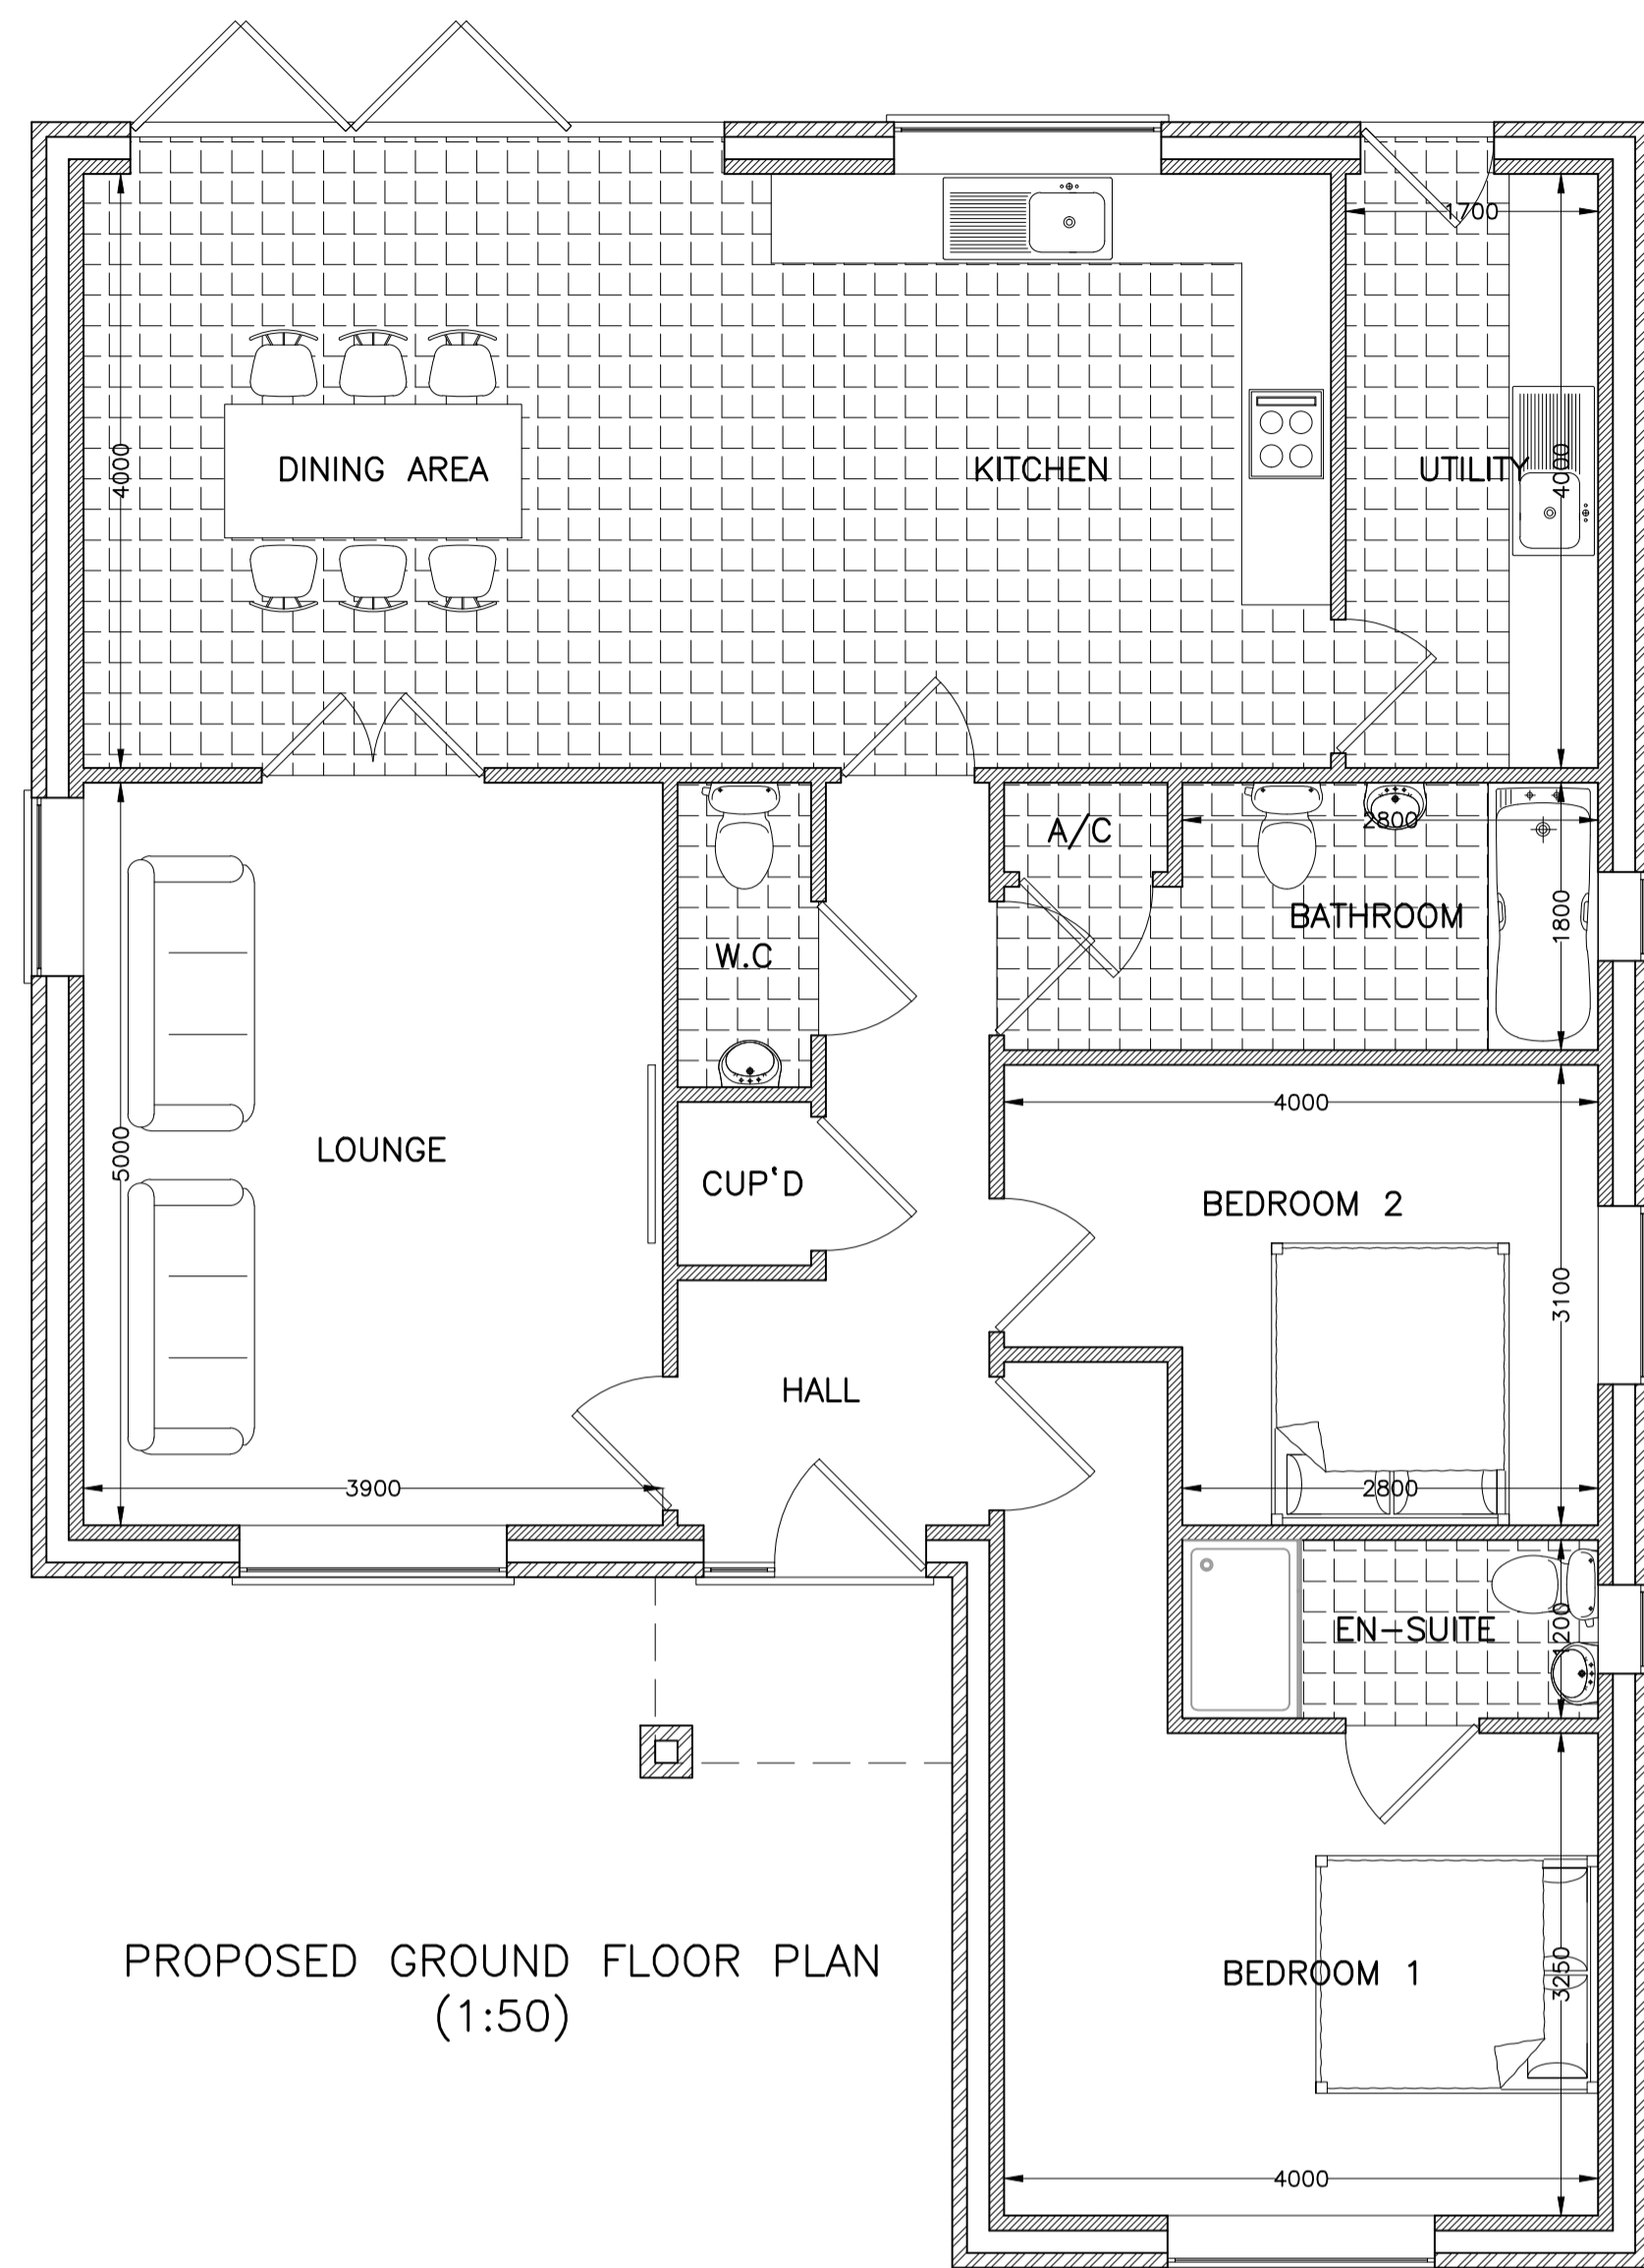 1700
4000
DINING AREA
KITCHEN
UTILITY
4000
A/C
2800
BATHROOM
1800
W.C
4000
LOUNGE
5000
CUP'D
BEDROOM 2
3100
HALL
3900
2800
EN-SUITE
1200
PROPOSED GROUND FLOOR PLAN
(1:50)
BEDROOM 1
3250
4000